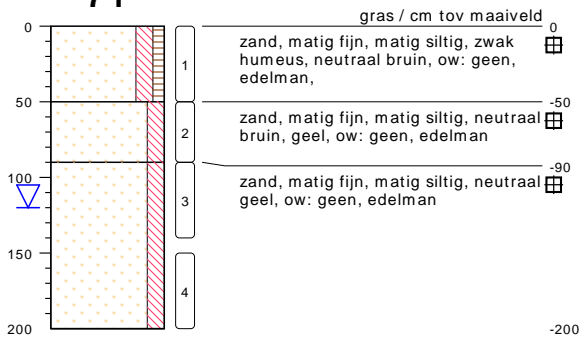 gras / cm tov maaiveld
0
0
zand, matig fijn, matig siltig, zwak
humeus, neutraal bruin, ow: geen,
edelman,
1
50
-50
zand, matig fijn, matig siltig, neutraal
bruin, geel, ow: geen, edelman
2
-90
100
zand, matig fijn, matig siltig, neutraal
geel, ow: geen, edelman
3
150
4
200
-200